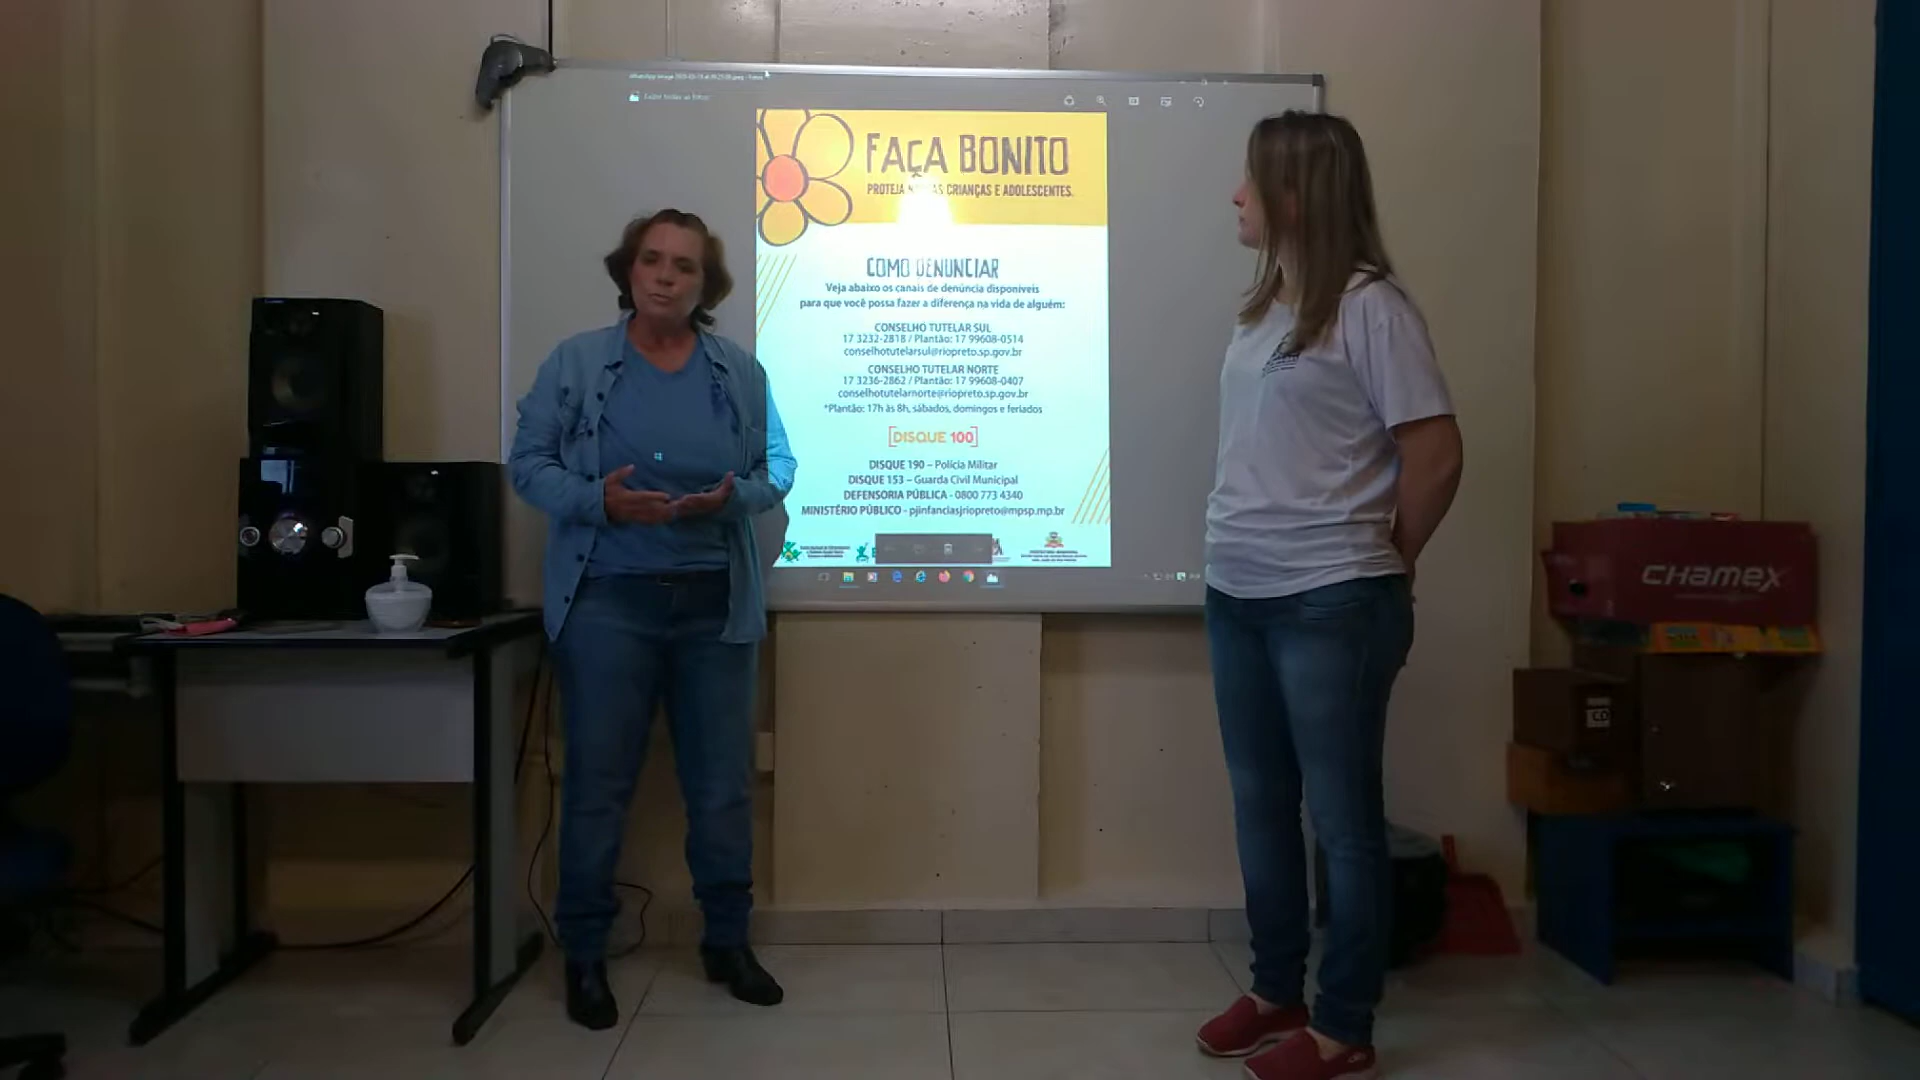 FAÇA BONITO
PROTEJA NOSSAS CRIANÇAS E ADOLESCENTES.
COMO DENUNCIAR
Veja abaixo os canais de denúncia disponíveis
para que você possa fazer a diferença na vida de alguém:
CONSELHO TUTELAR SUL
17 3232-2818 / Plantão: 17 99608-0514
conselhotutelarsul@riopreto.sp.gov.br
CONSELHO TUTELAR NORTE
17 3236-2862 / Plantão: 17 99608-0407
conselhotutelarnorte@riopreto.sp.gov.br
*Plantão: 17h às 8h, sábados, domingos e feriados
[DISQUE 100]
DISQUE 190 – Polícia Militar
DISQUE 153 – Guarda Civil Municipal
DEFENSORIA PÚBLICA - 0800 773 4340
MINISTÉRIO PÚBLICO - pjinfanciasjriopreto@mpsp.mp.br
CHAMEX
CD